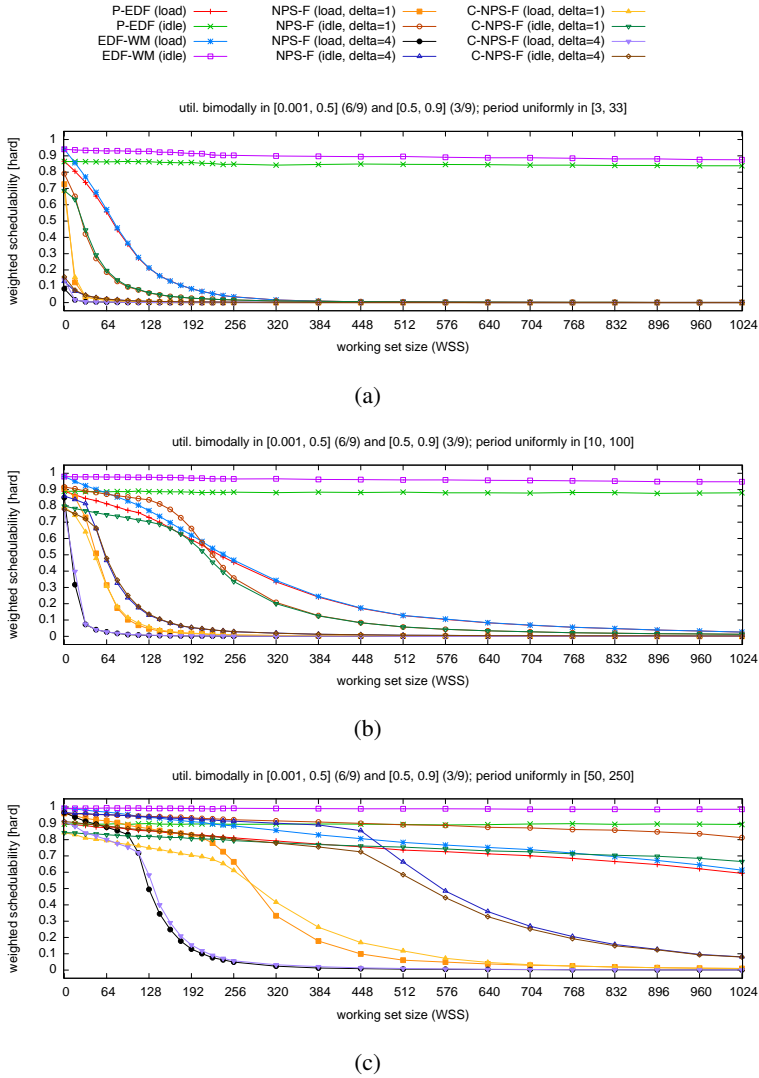 P-EDF (load) NPS-F (load, delta=1) C-NPS-F (load, delta=1)
P-EDF (idle) NPS-F (idle, delta=1) C-NPS-F (idle, delta=1)
EDF-WM (load) NPS-F (load, delta=4) C-NPS-F (load, delta=4)
EDF-WM (idle) NPS-F (idle, delta=4) C-NPS-F (idle, delta=4)
util. bimodally in [0.001, 0.5] (6/9) and [0.5, 0.9] (3/9); period uniformly in [3, 33]
weighted schedulability [hard]
1
0.9
0.8
0.7
0.6
0.5
0.4
0.3
0.2
0.1
0
0 64 128 192 256 320 384 448 512 576 640 704 768 832 896 960 1024
working set size (WSS)
(a)
util. bimodally in [0.001, 0.5] (6/9) and [0.5, 0.9] (3/9); period uniformly in [10, 100]
weighted schedulability [hard]
1
0.9
0.8
0.7
0.6
0.5
0.4
0.3
0.2
0.1
0
0 64 128 192 256 320 384 448 512 576 640 704 768 832 896 960 1024
working set size (WSS)
(b)
util. bimodally in [0.001, 0.5] (6/9) and [0.5, 0.9] (3/9); period uniformly in [50, 250]
weighted schedulability [hard]
1
0.9
0.8
0.7
0.6
0.5
0.4
0.3
0.2
0.1
0
0 64 128 192 256 320 384 448 512 576 640 704 768 832 896 960 1024
working set size (WSS)
(c)